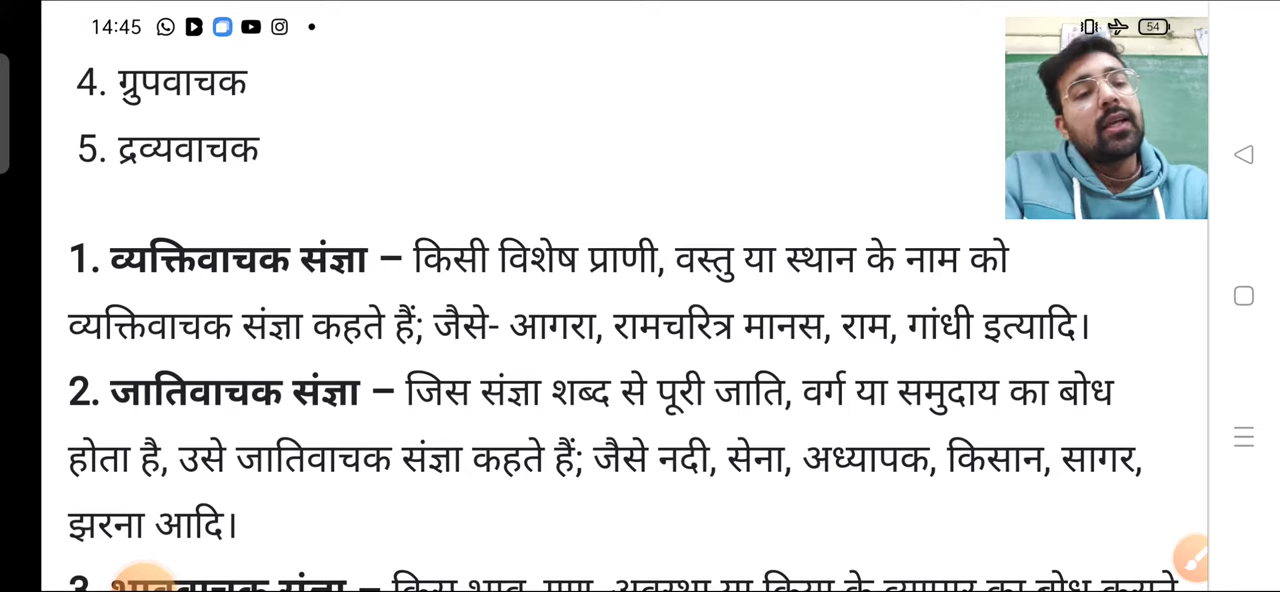 14:45
54
4. ग्रुपवाचक
5. द्रव्यवाचक
1. व्यक्तिवाचक संज्ञा – किसी विशेष प्राणी, वस्तु या स्थान के नाम को
व्यक्तिवाचक संज्ञा कहते हैं; जैसे- आगरा, रामचरित्र मानस, राम, गांधी इत्यादि।
2. जातिवाचक संज्ञा – जिस संज्ञा शब्द से पूरी जाति, वर्ग या समुदाय का बोध
होता है, उसे जातिवाचक संज्ञा कहते हैं; जैसे नदी, सेना, अध्यापक, किसान, सागर,
झरना आदि।